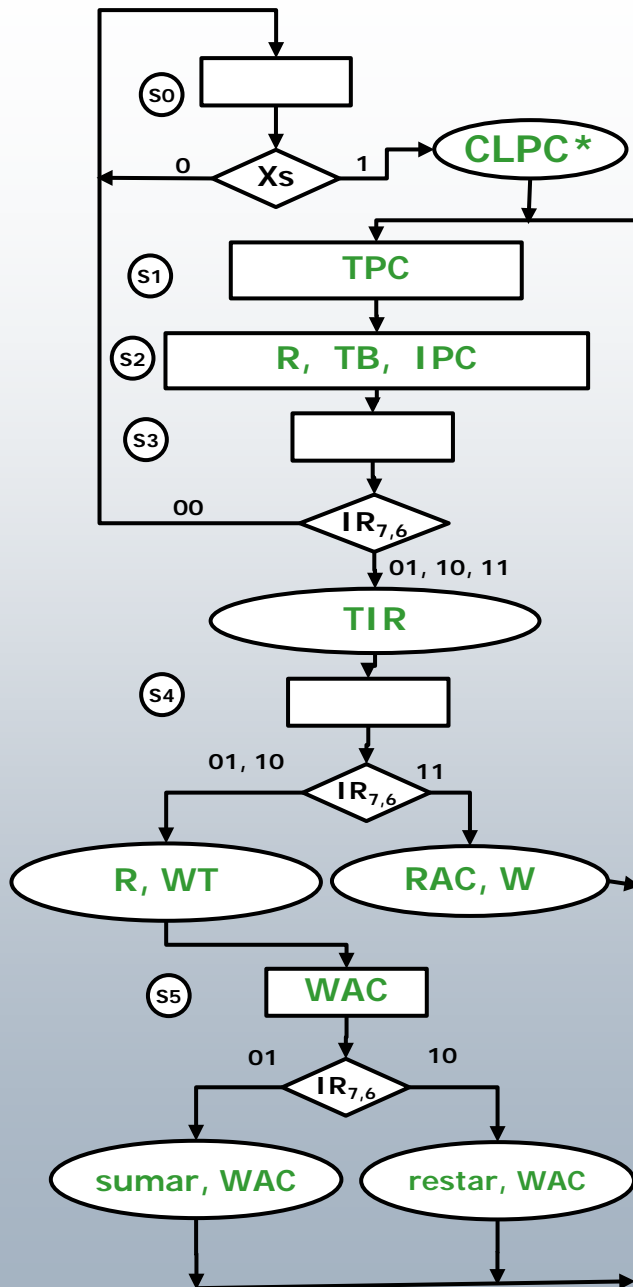 S0
0
Xs
1
CLPC*
S1
TPC
S2
R, TB, IPC
S3
00
IR7,6
01, 10, 11
TIR
S4
01, 10
IR7,6
11
R, WT
RAC, W
S5
WAC
01
IR7,6
10
sumar, WAC
restar, WAC